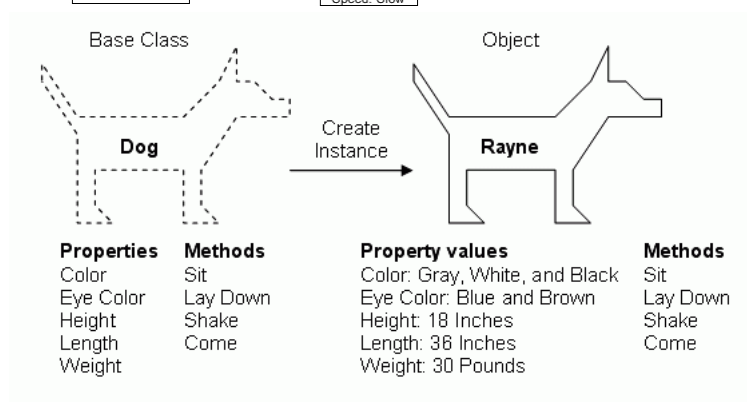 Speed: Slow
Base Class
Object
Dog
Create
Instance
Rayne
Properties
Color
Eye Color
Height
Length
Weight
Methods
Sit
Lay Down
Shake
Come
Property values
Color: Gray, White, and Black
Eye Color: Blue and Brown
Height: 18 Inches
Length: 36 Inches
Weight: 30 Pounds
Methods
Sit
Lay Down
Shake
Come